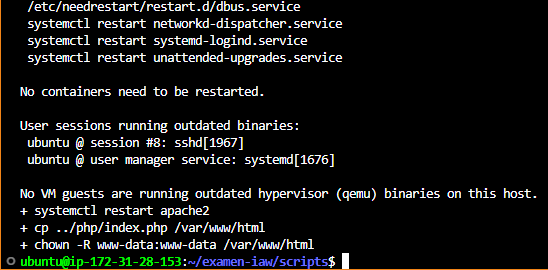 /etc/needrestart/restart.d/dbus.service
systemctl restart networkd-dispatcher.service
systemctl restart systemd-logind.service
systemctl restart unattended-upgrades.service
No containers need to be restarted.
User sessions running outdated binaries:
ubuntu @ session #8: sshd[1967]
ubuntu @ user manager service: systemd[1676]
No VM guests are running outdated hypervisor (qemu) binaries on this host.
+ systemctl restart apache2
+ cp ../php/index.php /var/www/html
+ chown -R www-data:www-data /var/www/html
ubuntu@ip-172-31-28-153:~/examen-iaw/scripts$